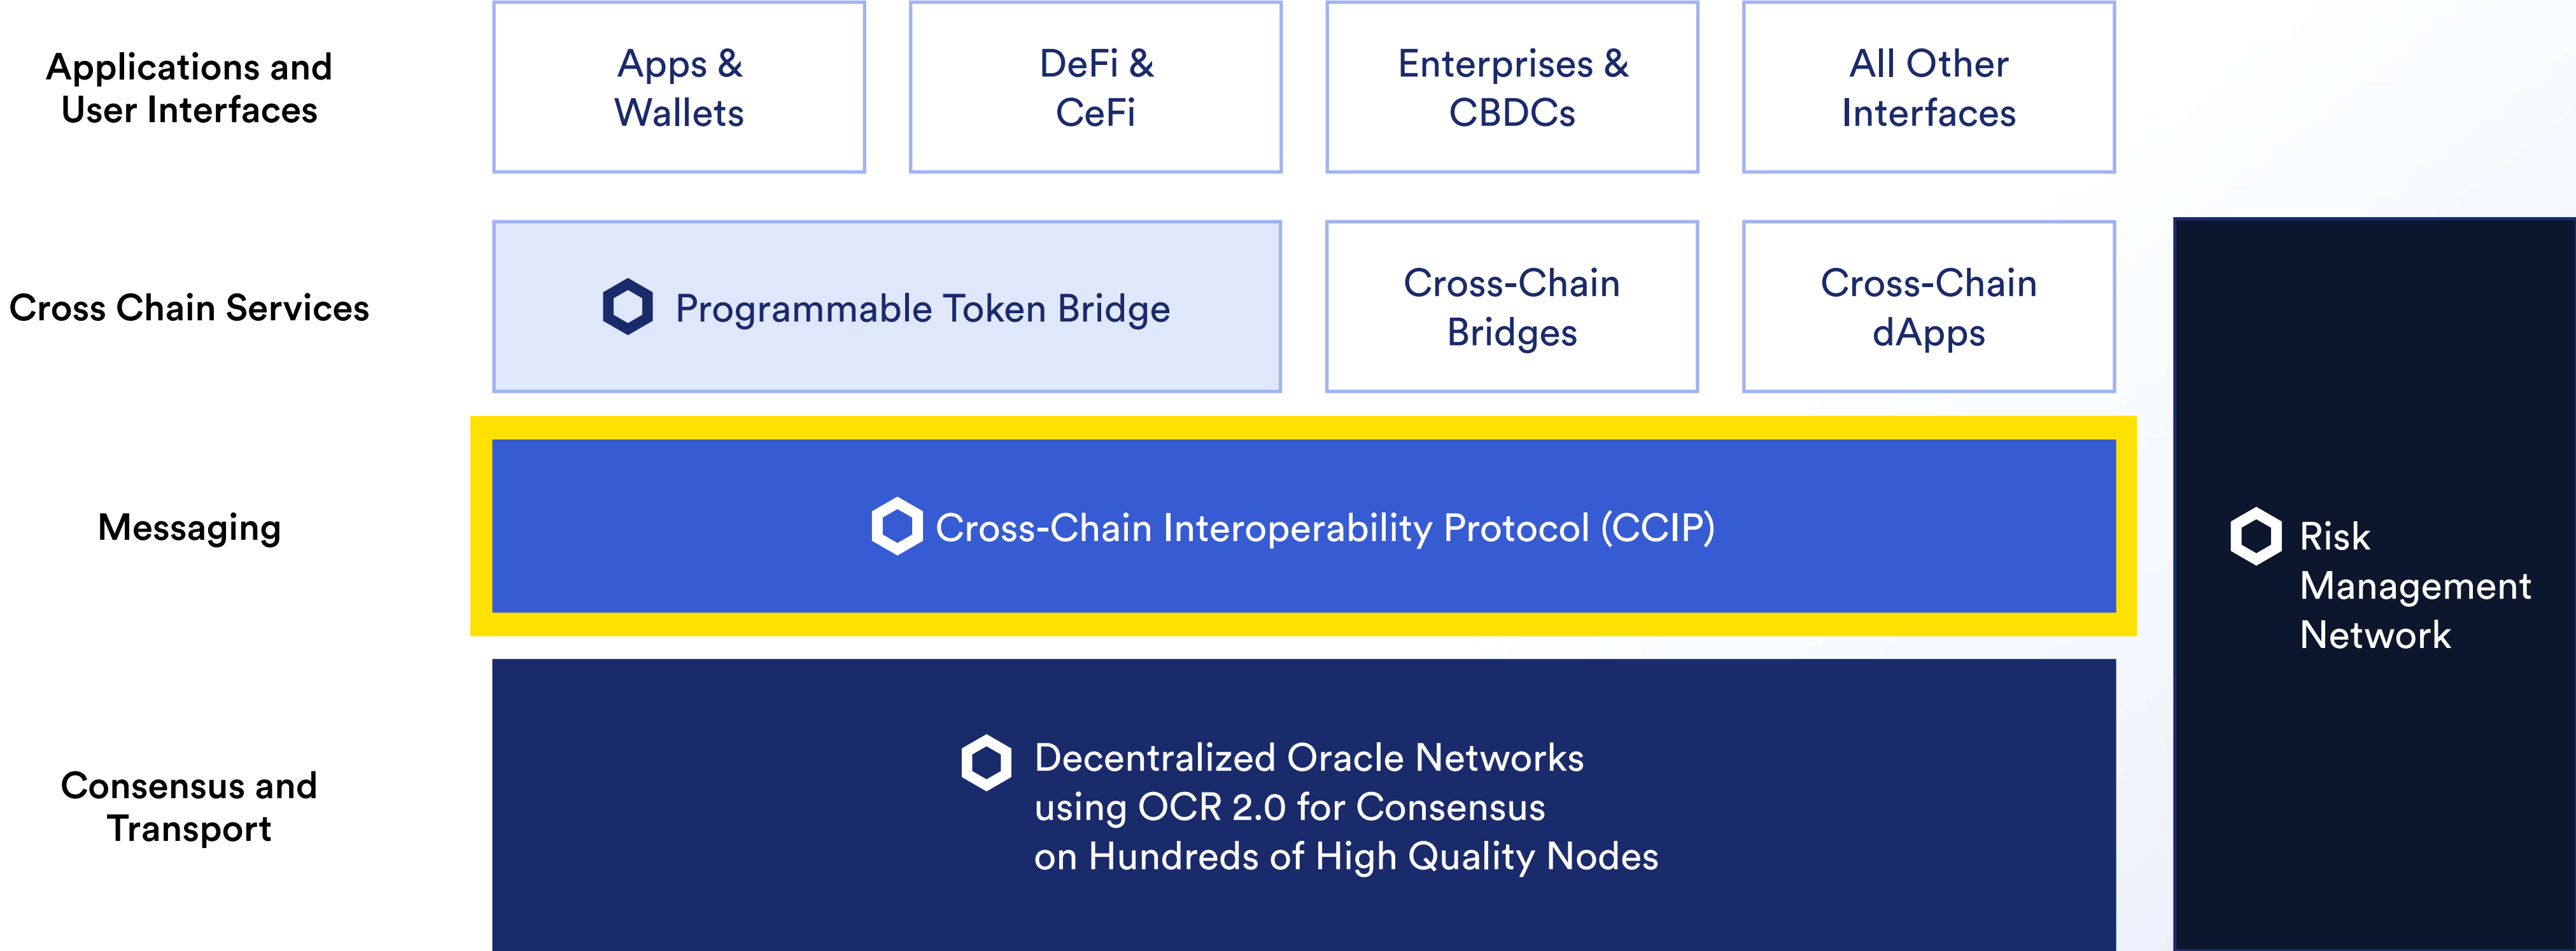 Applications and
User Interfaces
Apps &
Wallets
DeFi &
CeFi
Enterprises &
CBDCs
All Other
Interfaces
Cross Chain Services
Programmable Token Bridge
Cross-Chain
Bridges
Cross-Chain
dApps
Messaging
Cross-Chain Interoperability Protocol (CCIP)
Risk
Management
Network
Consensus and
Transport
Decentralized Oracle Networks
using OCR 2.0 for Consensus
on Hundreds of High Quality Nodes